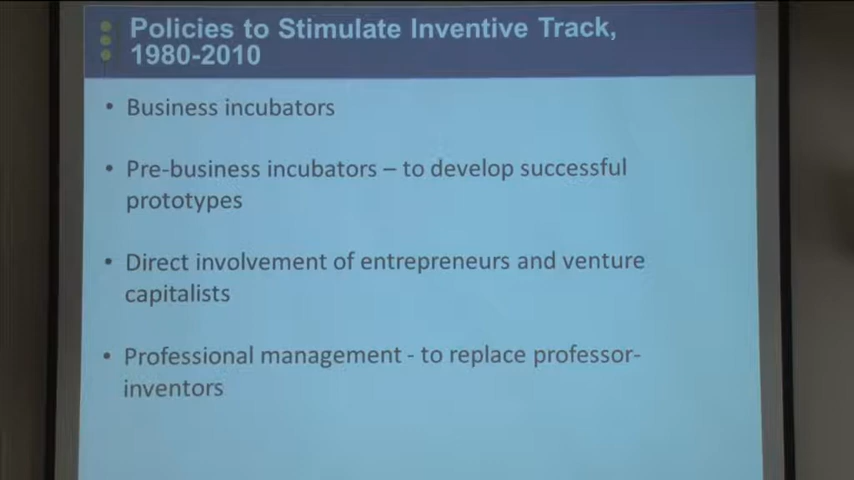 Policies to Stimulate Inventive Track,
1980-2010
• Business incubators
• Pre-business incubators – to develop successful
prototypes
• Direct involvement of entrepreneurs and venture
capitalists
• Professional management - to replace professor-
inventors